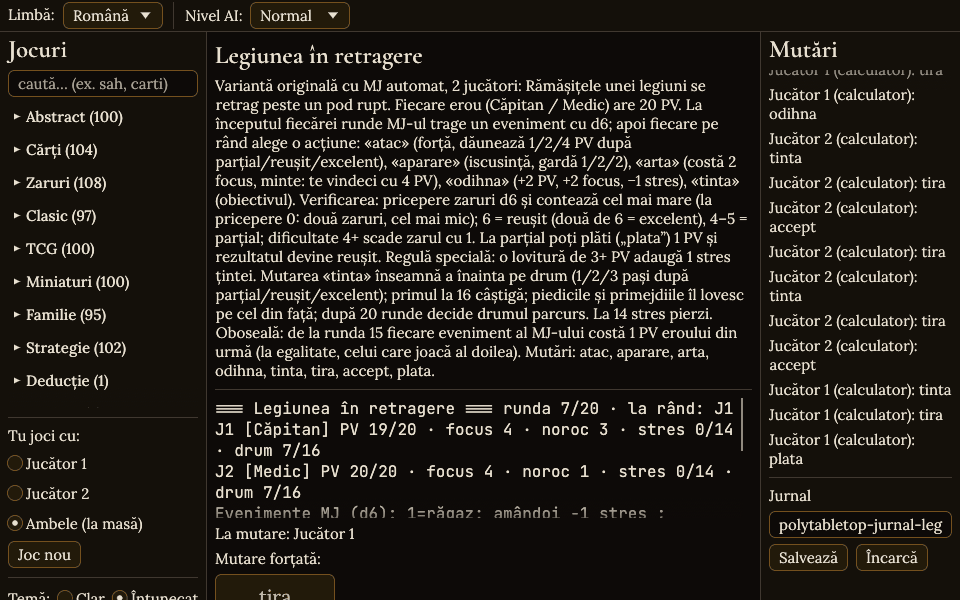 Limbă: Română ▼ Nivel AI: Normal ▼
Jocuri
caută... (ex. sah, carti)
▸ Abstract (100)
▸ Cărți (104)
▸ Zaruri (108)
▸ Clasic (97)
▸ TCG (100)
▸ Miniaturi (100)
▸ Familie (95)
▸ Strategie (102)
▸ Deducție (1)
Tu joci cu:
Jucător 1
Jucător 2
Ambele (la masă)
Joc nou
Temă: Clar Întunecat
Legiunea în retragere
Variantă originală cu MJ automat, 2 jucători: Rămășițele unei legiuni se
retrag peste un pod rupt. Fiecare erou (Căpitan / Medic) are 20 PV. La
începutul fiecărei runde MJ-ul trage un eveniment cu d6; apoi fiecare pe
rând alege o acțiune: «atac» (forță, dăunează 1/2/4 PV după
parțial/reușit/excelent), «aparare» (iscusință, gardă 1/2/2), «arta» (costă 2
focus, minte: te vindeci cu 4 PV), «odihna» (+2 PV, +2 focus, −1 stres), «tinta»
(obiectivul). Verificarea: pricepere zaruri d6 și contează cel mai mare (la
pricepere 0: două zaruri, cel mai mic); 6 = reușit (două de 6 = excelent), 4–5 =
parțial; dificultate 4+ scade zarul cu 1. La parțial poți plăti („plata”) 1 PV și
rezultatul devine reușit. Regulă specială: o lovitură de 3+ PV adaugă 1 stres
țintei. Mutarea «tinta» înseamnă a înainta pe drum (1/2/3 pași după
parțial/reușit/excelent); primul la 16 câștigă; piedicile și primejdiile îl lovesc
pe cel din față; după 20 runde decide drumul parcurs. La 14 stres pierzi.
Oboseală: de la runda 15 fiecare eveniment al MJ-ului costă 1 PV eroului din
urmă (la egalitate, celui care joacă al doilea). Mutări: atac, aparare, arta,
odihna, tinta, tira, accept, plata.
═══ Legiunea în retragere ═══ runda 7/20 · la rând: J1
J1 [Căpitan] PV 19/20 · focus 4 · noroc 3 · stres 0/14
· drum 7/16
J2 [Medic] PV 20/20 · focus 4 · noroc 1 · stres 0/14 ·
drum 7/16
Evenimente MJ (d6): 1=răgaz: amândoi -1 stres ;
La mutare: Jucător 1
Mutare forțată:
tira
Mutări
Jucător 1 (calculator): tira
Jucător 1 (calculator):
odihna
Jucător 2 (calculator):
tinta
Jucător 2 (calculator): tira
Jucător 2 (calculator):
accept
Jucător 2 (calculator): tira
Jucător 2 (calculator):
tinta
Jucător 2 (calculator): tira
Jucător 2 (calculator):
accept
Jucător 1 (calculator): tinta
Jucător 1 (calculator): tira
Jucător 1 (calculator):
plata
Jurnal
polytabletop-jurnal-leg
Salvează Încarcă